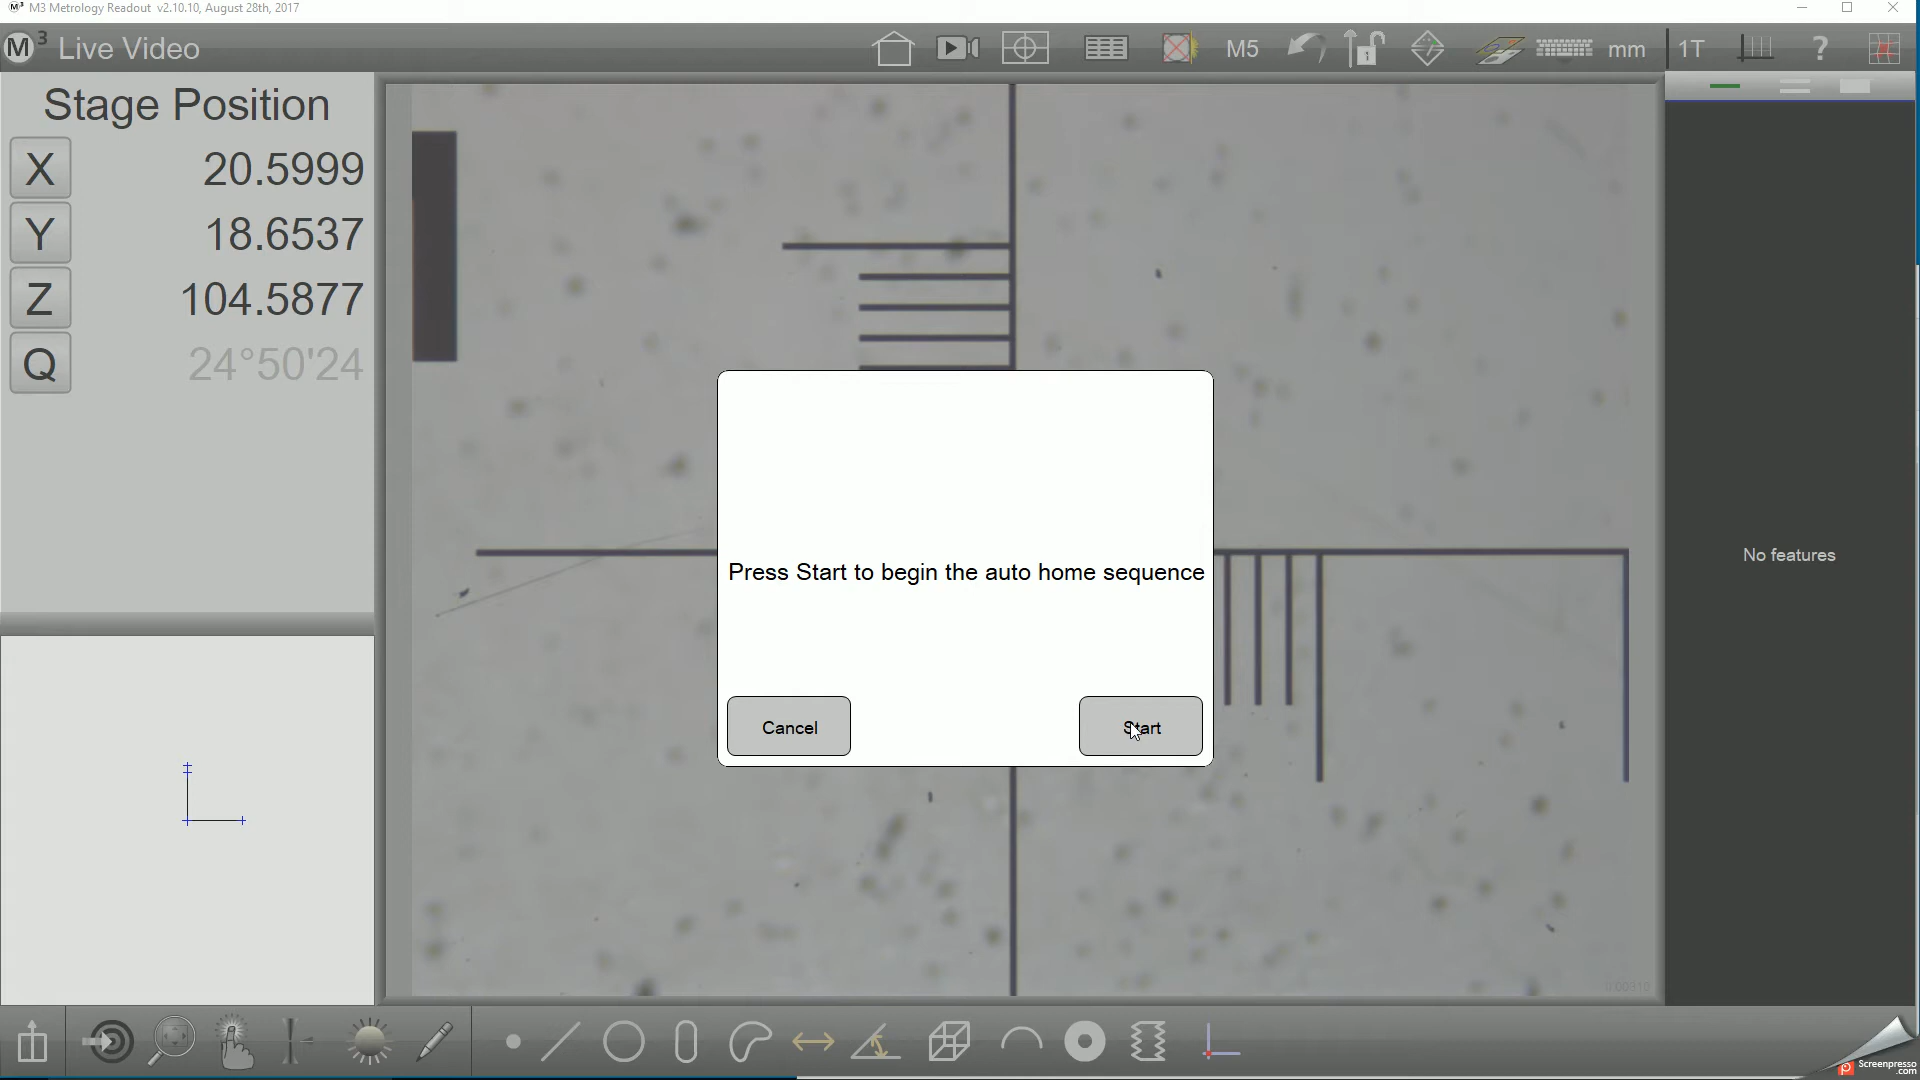 M3 Metrology Readout v2.10.10, August 28th, 2017
M3 Live Video
M5
mm
1T
?
Stage Position
X 20.5999
Y 18.6537
Z 104.5877
Q 24°50'24
Press Start to begin the auto home sequence
Cancel
Start
No features
Screenpresso
.com